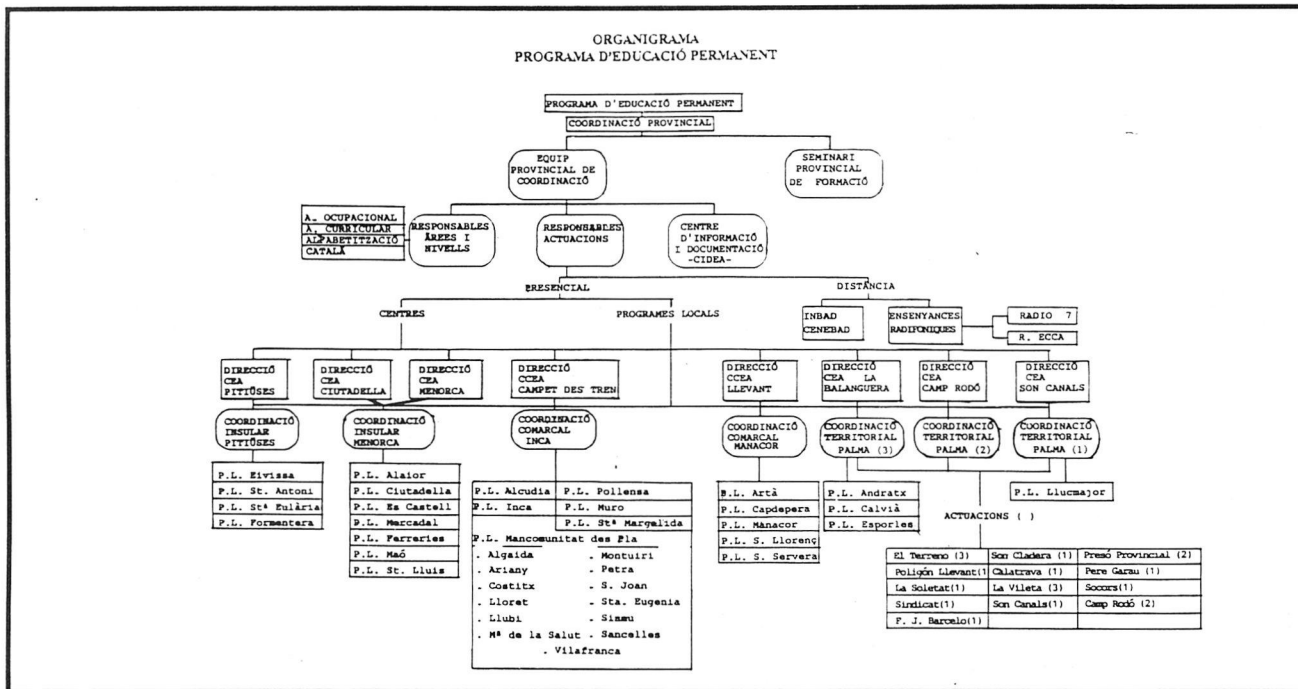 ORGANIGRAMA
PROGRAMA D'EDUCACIÓ PERMANENT
PROGRAMA D'EDUCACIÓ PERMANENT
COORDINACIÓ PROVINCIAL
EQUIP
PROVINCIAL DE
COORDINACIÓ
SEMINARI
PROVINCIAL
DE FORMACIÓ
A. OCUPACIONAL
A. CURRICULAR
ALFABETITZACIÓ
CATALÀ
RESPONSABLES
ÀREES I
NIVELLS
RESPONSABLES
ACTUACIONS
CENTRE
D'INFORMACIÓ
I DOCUMENTACIÓ
-CIDEA-
PRESENCIAL
DISTÀNCIA
CENTRES
PROGRAMES LOCALS
INBAD
CENEBAD
ENSENYANCES
RADIFONIQUES
RADIO 7
R. ECCA
DIRECCIÓ
CEA
PITIÜSES
DIRECCIÓ
CEA
CIUTADELLA
DIRECCIÓ
CEA
MENORCA
DIRECCIÓ
CCEA
CAMPET DES TREN
DIRECCIÓ
CCEA
LLEVANT
DIRECCIÓ
CEA LA
BALANGUERA
DIRECCIÓ
CEA
CAMP RODÓ
DIRECCIÓ
CEA
SON CANALS
COORDINACIÓ
INSULAR
PITIÜSES
COORDINACIÓ
INSULAR
MENORCA
COORDINACIÓ
COMARCAL
INCA
COORDINACIÓ
COMARCAL
MANACOR
COORDINACIÓ
TERRITORIAL
PALMA (3)
COORDINACIÓ
TERRITORIAL
PALMA (2)
COORDINACIÓ
TERRITORIAL
PALMA (1)
P.L. Eivissa
P.L. St. Antoni
P.L. Stª Eulària
P.L. Formentera
P.L. Alaior
P.L. Ciutadella
P.L. Es Castell
P.L. Mercadal
P.L. Ferreries
P.L. Maó
P.L. St. Lluis
P.L. Alcudia
P.L. Pollensa
P.L. Inca
P.L. Muro
P.L. Stª Margalida
P.L. Mancomunitat des Pla
. Algaida
. Montuiri
. Ariany
. Petra
. Costitx
. S. Joan
. Lloret
. Sta. Eugenia
. Llubi
. Sineu
. Mª de la Salut
. Sancelles
. Vilafranca
P.L. Artà
P.L. Capdepera
P.L. Manacor
P.L. S. Llorenç
P.L. S. Servera
P.L. Andratx
P.L. Calvià
P.L. Esporles
P.L. Llucmajor
ACTUACIONS ( )
El Terreno (3)
Son Cladera (1)
Presó Provincial (2)
Poligón Llevant(1
Calatrava (1)
Pere Garau (1)
La Soletat(1)
La Vileta (3)
Socors(1)
Sindicat(1)
Son Canals(1)
Camp Rodó (2)
F. J. Barcelo(1)